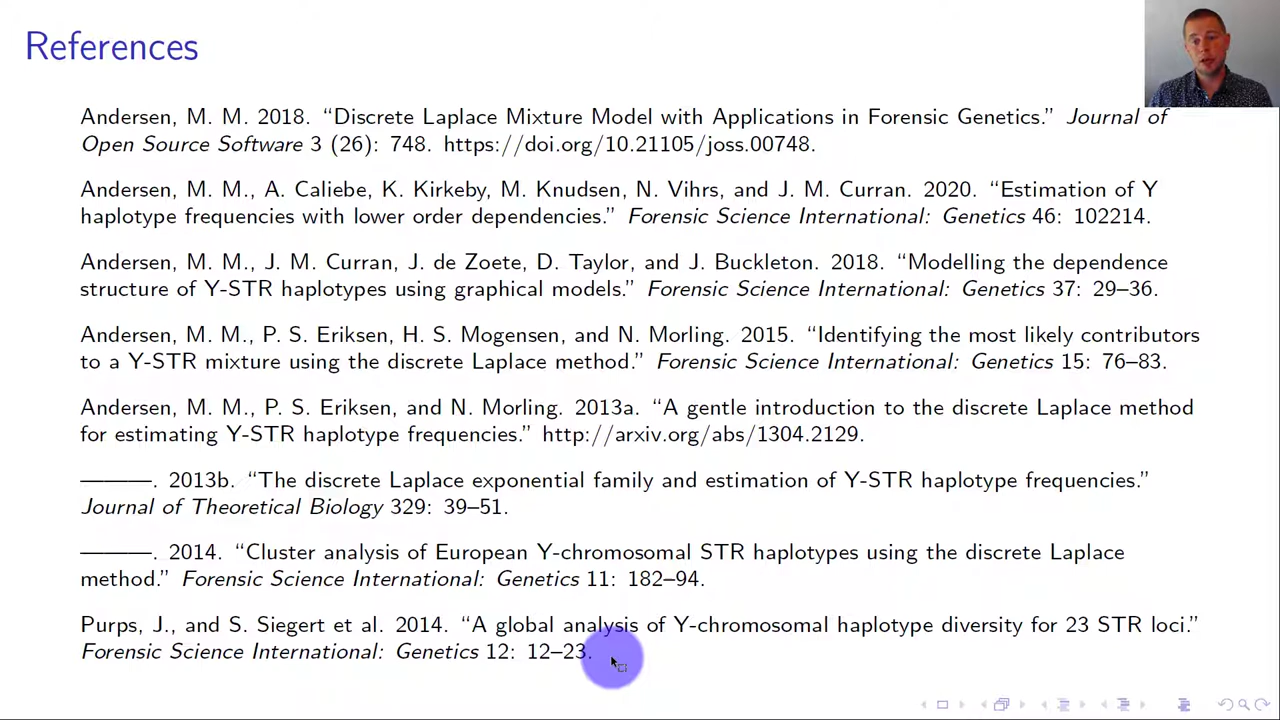 References
Andersen, M. M. 2018. “Discrete Laplace Mixture Model with Applications in Forensic Genetics.” Journal of
Open Source Software 3 (26): 748. https://doi.org/10.21105/joss.00748.
Andersen, M. M., A. Caliebe, K. Kirkeby, M. Knudsen, N. Vihrs, and J. M. Curran. 2020. “Estimation of Y
haplotype frequencies with lower order dependencies.” Forensic Science International: Genetics 46: 102214.
Andersen, M. M., J. M. Curran, J. de Zoete, D. Taylor, and J. Buckleton. 2018. “Modelling the dependence
structure of Y-STR haplotypes using graphical models.” Forensic Science International: Genetics 37: 29–36.
Andersen, M. M., P. S. Eriksen, H. S. Mogensen, and N. Morling. 2015. “Identifying the most likely contributors
to a Y-STR mixture using the discrete Laplace method.” Forensic Science International: Genetics 15: 76–83.
Andersen, M. M., P. S. Eriksen, and N. Morling. 2013a. “A gentle introduction to the discrete Laplace method
for estimating Y-STR haplotype frequencies.” http://arxiv.org/abs/1304.2129.
———. 2013b. “The discrete Laplace exponential family and estimation of Y-STR haplotype frequencies.”
Journal of Theoretical Biology 329: 39–51.
———. 2014. “Cluster analysis of European Y-chromosomal STR haplotypes using the discrete Laplace
method.” Forensic Science International: Genetics 11: 182–94.
Purps, J., and S. Siegert et al. 2014. “A global analysis of Y-chromosomal haplotype diversity for 23 STR loci.”
Forensic Science International: Genetics 12: 12–23.